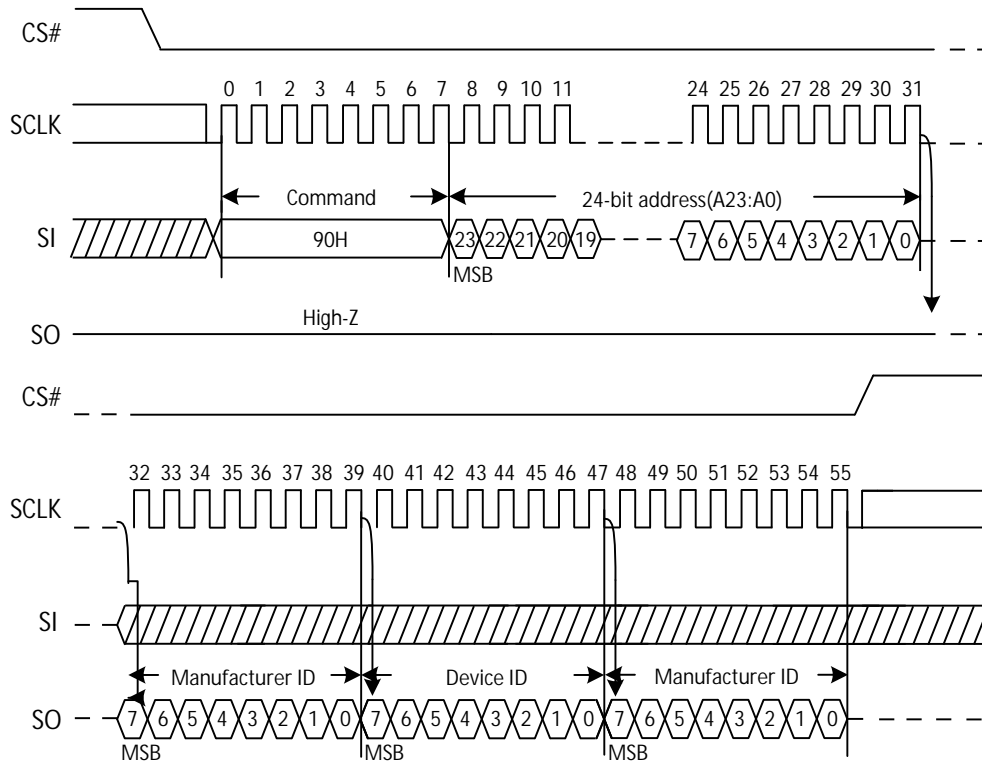 CS#
0 1 2 3 4 5 6 7 8 9 10 11 24 25 26 27 28 29 30 31
SCLK
Command 24-bit address(A23:A0)
SI 90H 23 22 21 20 19 7 6 5 4 3 2 1 0
MSB
High-Z
SO
CS#
32 33 34 35 36 37 38 39 40 41 42 43 44 45 46 47 48 49 50 51 52 53 54 55
SCLK
SI
Manufacturer ID Device ID Manufacturer ID
SO 7 6 5 4 3 2 1 0 7 6 5 4 3 2 1 0 7 6 5 4 3 2 1 0
MSB MSB MSB